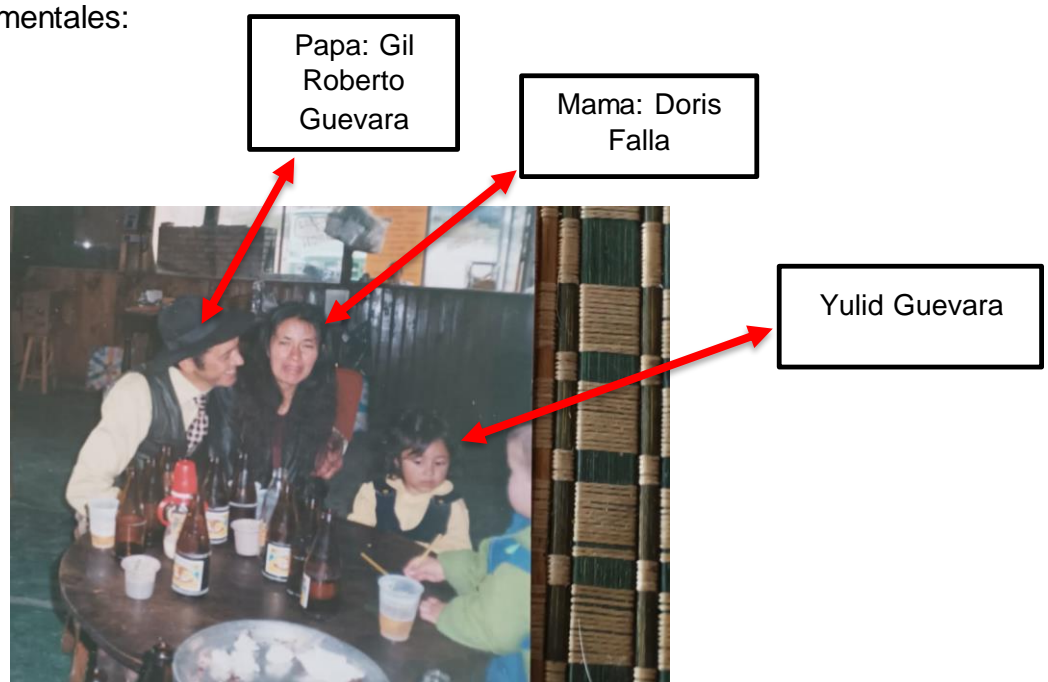 mentales:
Papa: Gil
Roberto
Guevara
Mama: Doris
Falla
Yulid Guevara